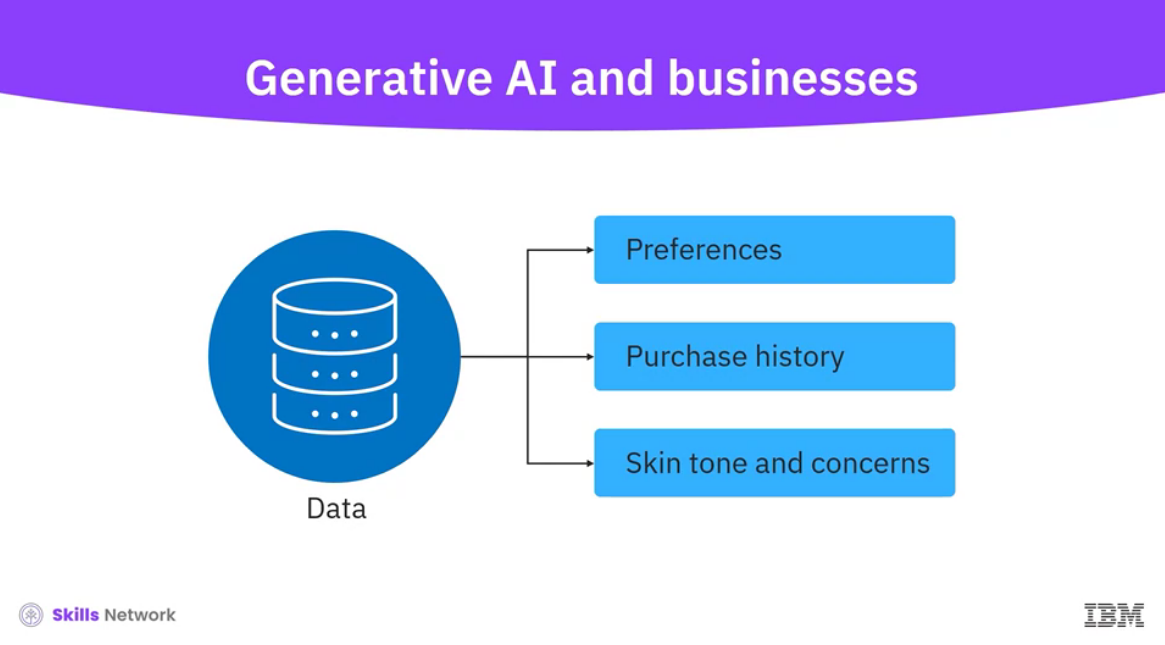 Generative AI and businesses
Preferences
Purchase history
Skin tone and concerns
Data
Skills Network
IBM